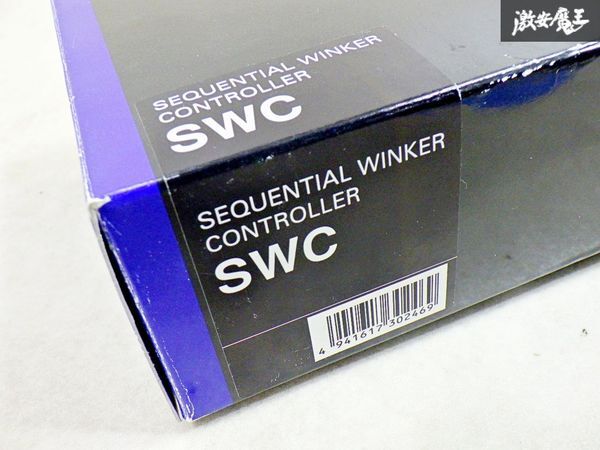 激安魔王
SEQUENTIAL WINKER
CONTROLLER
SWC
SEQUENTIAL WINKER
CONTROLLER
SWC
4 941617 302469